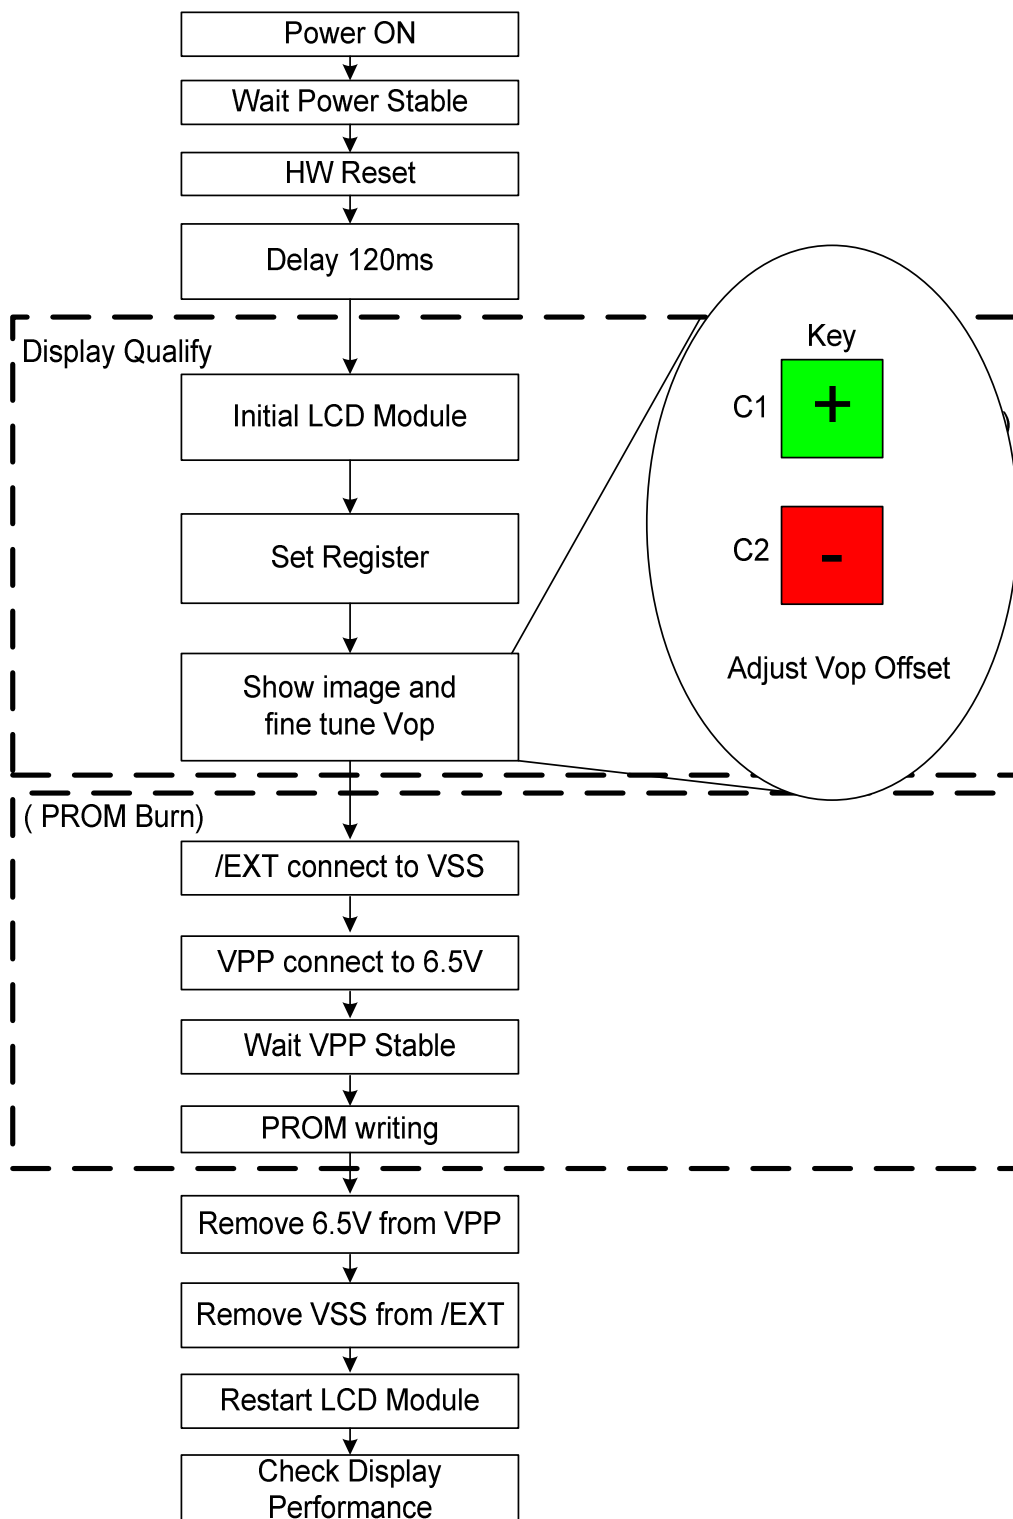 Power ON
Wait Power Stable
HW Reset
Delay 120ms
Display Qualify
Initial LCD Module
Set Register
Show image and
fine tune Vop
Key
C1
+
C2
-
Adjust Vop Offset
( PROM Burn)
/EXT connect to VSS
VPP connect to 6.5V
Wait VPP Stable
PROM writing
Remove 6.5V from VPP
Remove VSS from /EXT
Restart LCD Module
Check Display
Performance